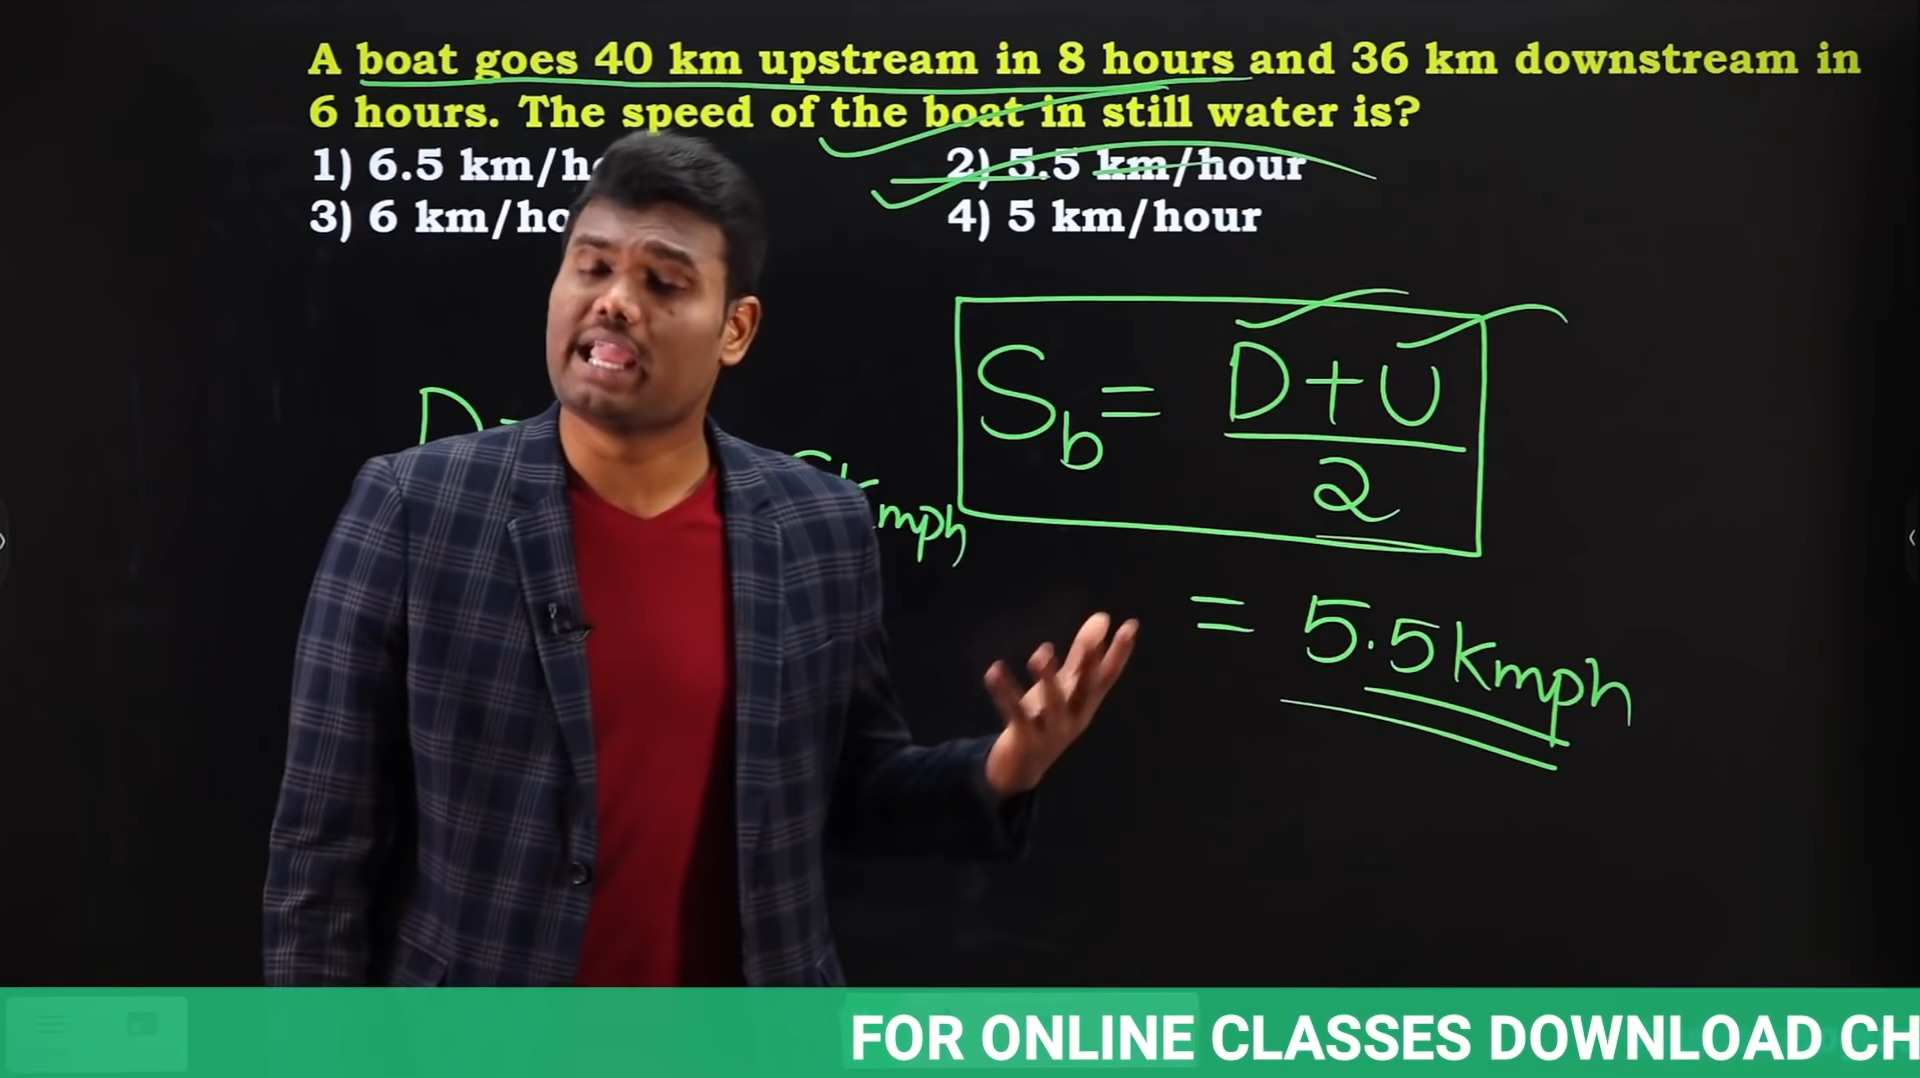 A boat goes 40 km upstream in 8 hours and 36 km downstream in
6 hours. The speed of the boat in still water is?
1) 6.5 km/h
2) 5.5 km/hour
3) 6 km/ho
4) 5 km/hour
S_b = D+U
2
D
kmph
= 5.5 Kmph
FOR ONLINE CLASSES DOWNLOAD CH